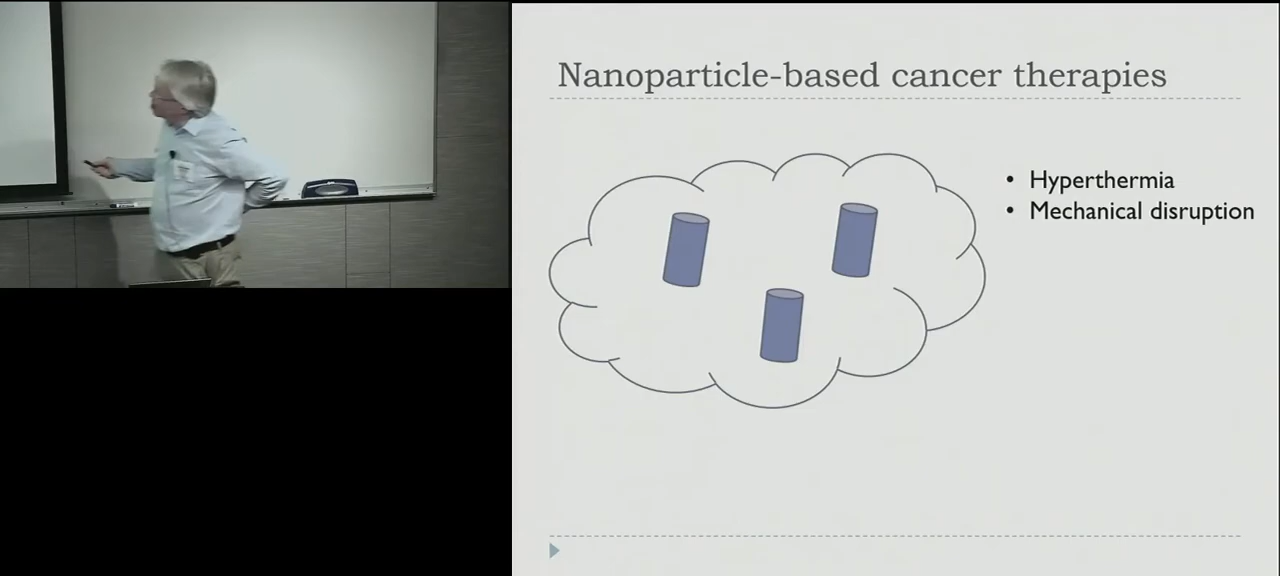 Nanoparticle-based cancer therapies
• Hyperthermia
• Mechanical disruption